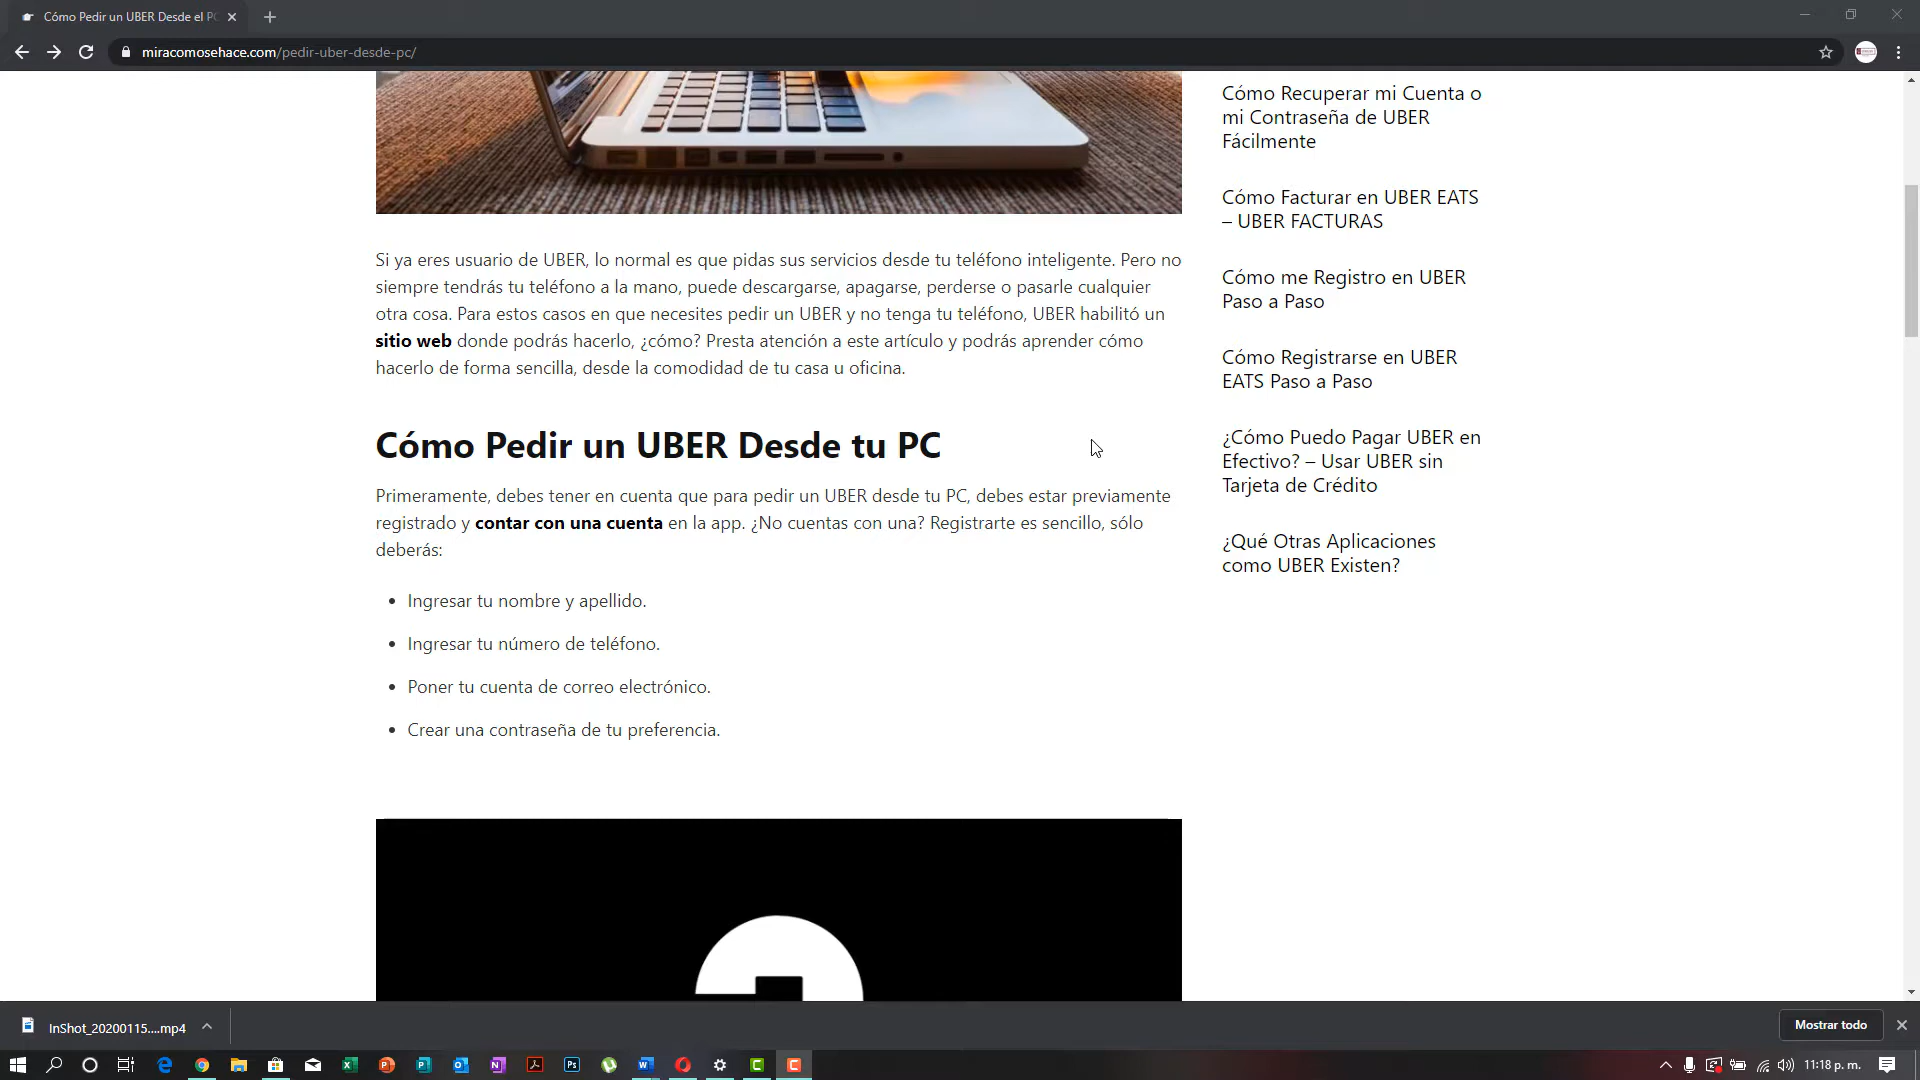 Cómo Pedir un UBER Desde el PC
miracomosehace.com/pedir-uber-desde-pc/
Si ya eres usuario de UBER, lo normal es que pidas sus servicios desde tu teléfono inteligente. Pero no
siempre tendrás tu teléfono a la mano, puede descargarse, apagarse, perderse o pasarle cualquier
otra cosa. Para estos casos en que necesites pedir un UBER y no tenga tu teléfono, UBER habilitó un
sitio web donde podrás hacerlo, ¿cómo? Presta atención a este artículo y podrás aprender cómo
hacerlo de forma sencilla, desde la comodidad de tu casa u oficina.
Cómo Pedir un UBER Desde tu PC
Primeramente, debes tener en cuenta que para pedir un UBER desde tu PC, debes estar previamente
registrado y contar con una cuenta en la app. ¿No cuentas con una? Registrarte es sencillo, sólo
deberás:
• Ingresar tu nombre y apellido.
• Ingresar tu número de teléfono.
• Poner tu cuenta de correo electrónico.
• Crear una contraseña de tu preferencia.
Cómo Recuperar mi Cuenta o
mi Contraseña de UBER
Fácilmente
Cómo Facturar en UBER EATS
– UBER FACTURAS
Cómo me Registro en UBER
Paso a Paso
Cómo Registrarse en UBER
EATS Paso a Paso
¿Cómo Puedo Pagar UBER en
Efectivo? – Usar UBER sin
Tarjeta de Crédito
¿Qué Otras Aplicaciones
como UBER Existen?
InShot_20200115....mp4
Mostrar todo
11:18 p. m.